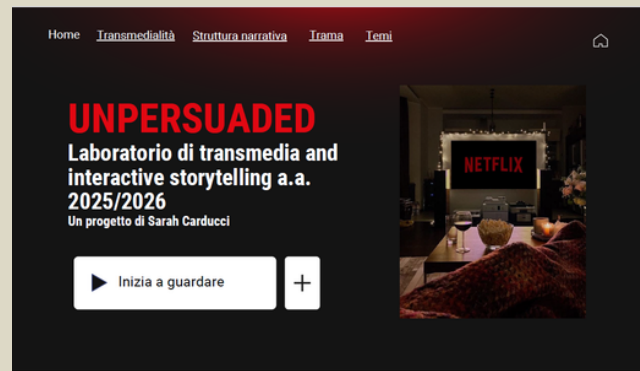 Home Transmedialità Struttura narrativa Trama Temi
UNPERSUADED
Laboratorio di transmedia and
interactive storytelling a.a.
2025/2026
Un progetto di Sarah Carducci
NETFLIX
Inizia a guardare